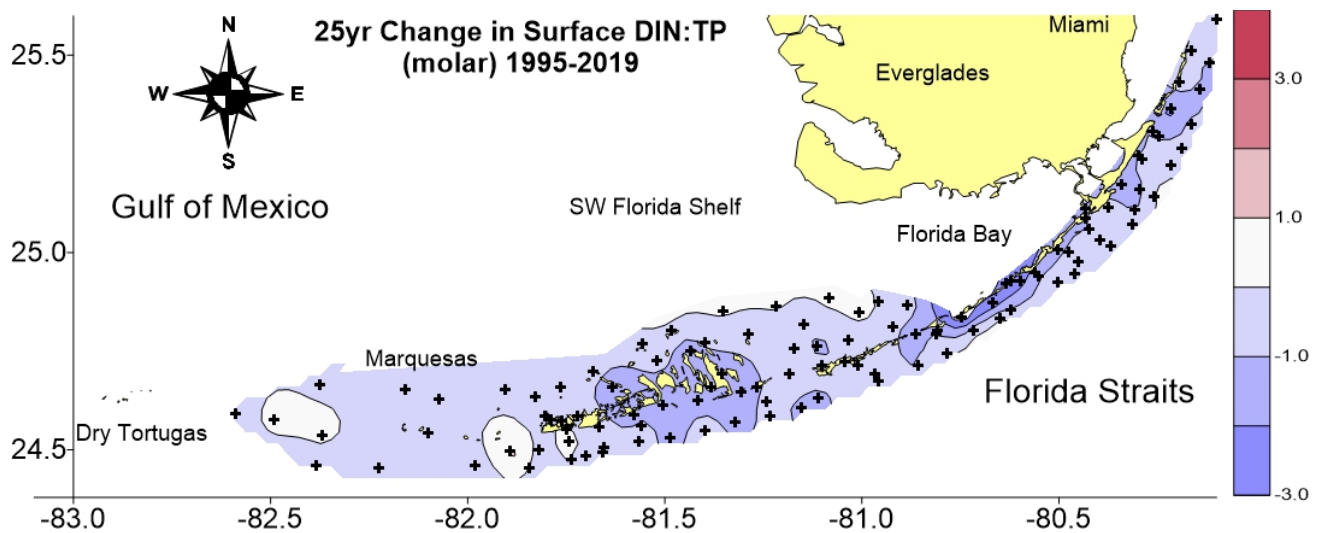 25yr Change in Surface DIN:TP
(molar) 1995-2019
N
W E
S
Gulf of Mexico
Miami
Everglades
SW Florida Shelf
Florida Bay
Marquesas
Florida Straits
Dry Tortugas
25.5
25.0
24.5
-83.0 -82.5 -82.0 -81.5 -81.0 -80.5
3.0
1.0
-1.0
-3.0